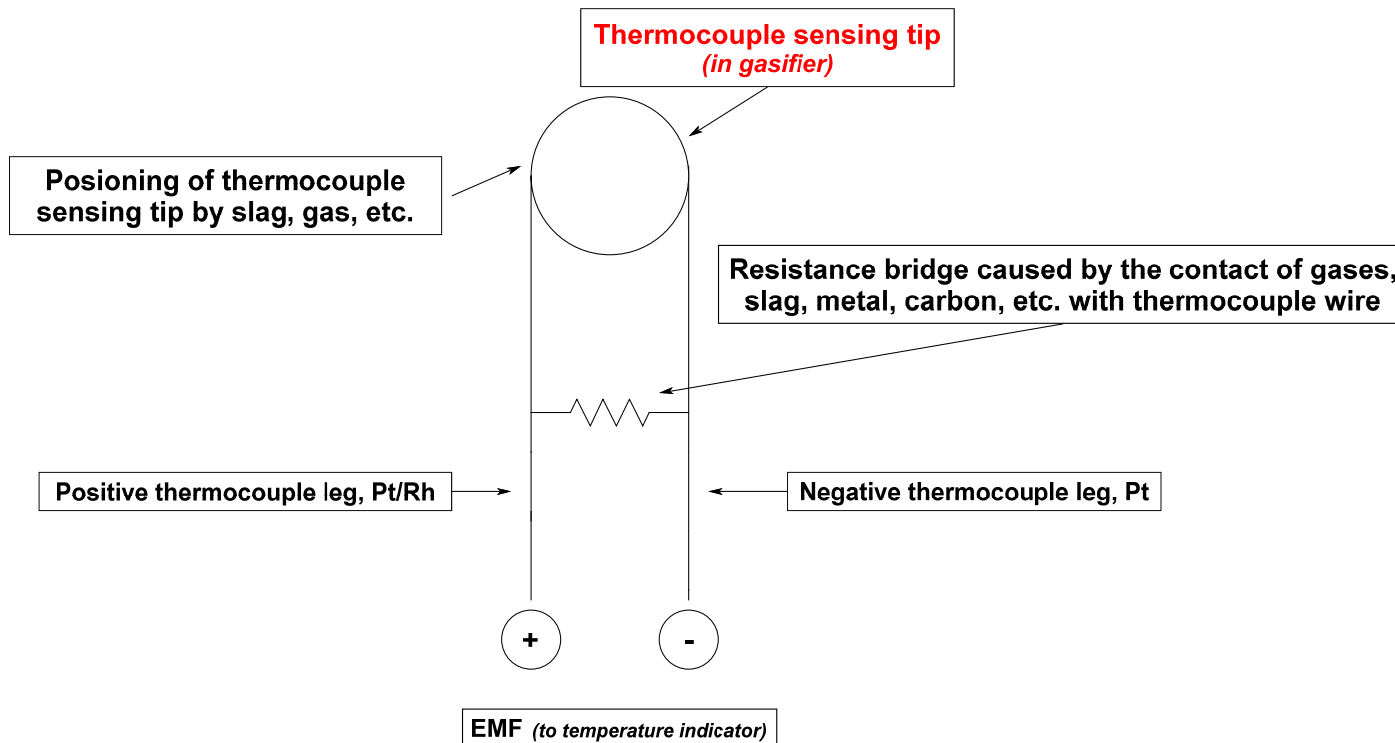 Thermocouple sensing tip
(in gasifier)
Posioning of thermocouple
sensing tip by slag, gas, etc.
Resistance bridge caused by the contact of gases,
slag, metal, carbon, etc. with thermocouple wire
Positive thermocouple leg, Pt/Rh
Negative thermocouple leg, Pt
+
-
EMF (to temperature indicator)